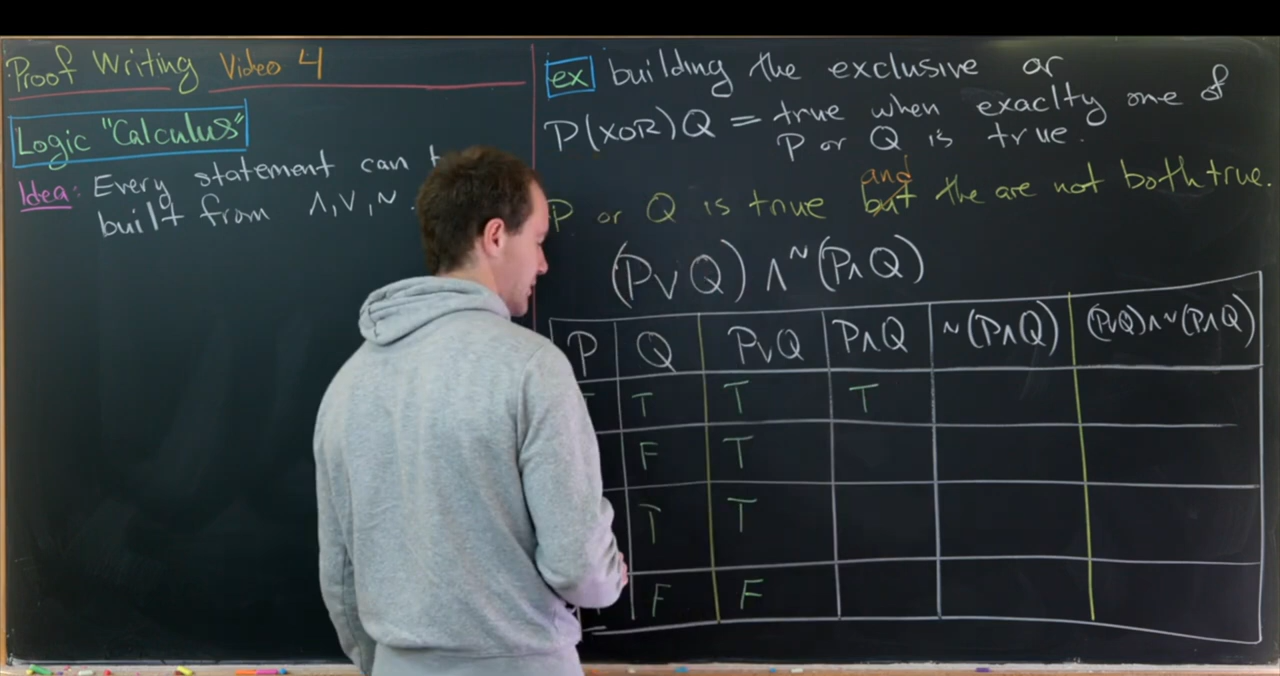 Proof Writing Video 4
Logic "Calculus"
Idea: Every statement can
built from ∧, ∨, ~
ex building the exclusive or
P(XOR)Q = true when exaclty one of
P or Q is true.
and
P or Q is true but the are not both true.
(P∨Q) ∧ ~(P∧Q)
P Q P∨Q P∧Q ~(P∧Q) (P∨Q)∧~(P∧Q)
T T T T
F T
T T
F F